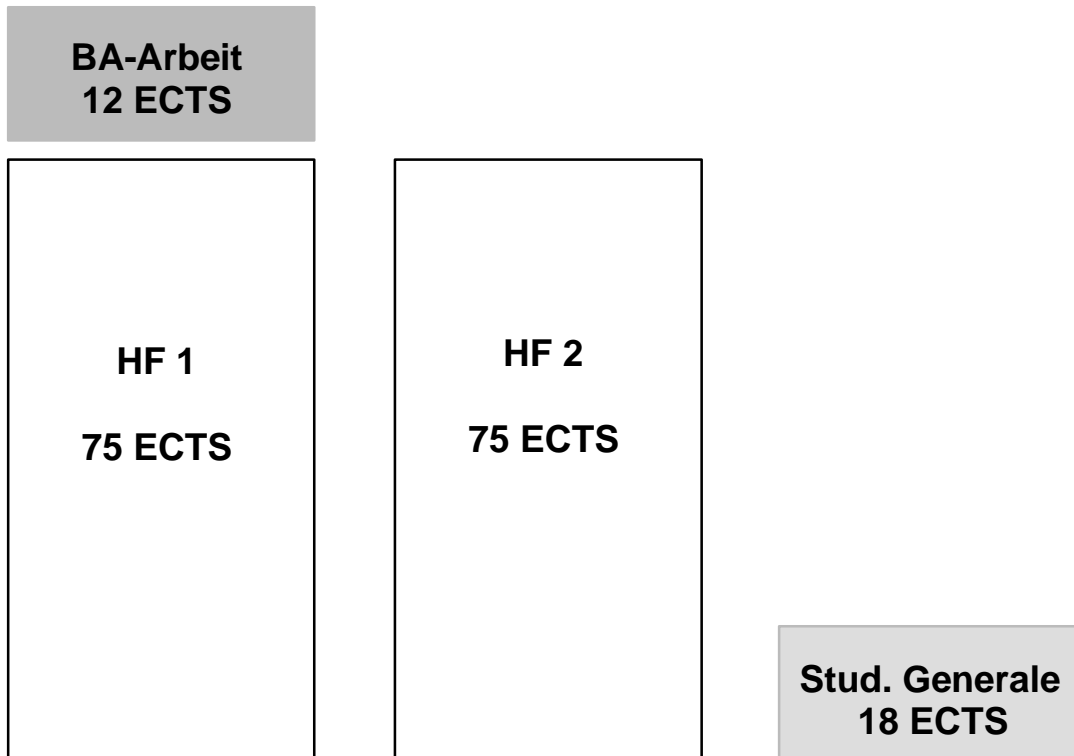 BA-Arbeit
12 ECTS
HF 1
75 ECTS
HF 2
75 ECTS
Stud. Generale
18 ECTS